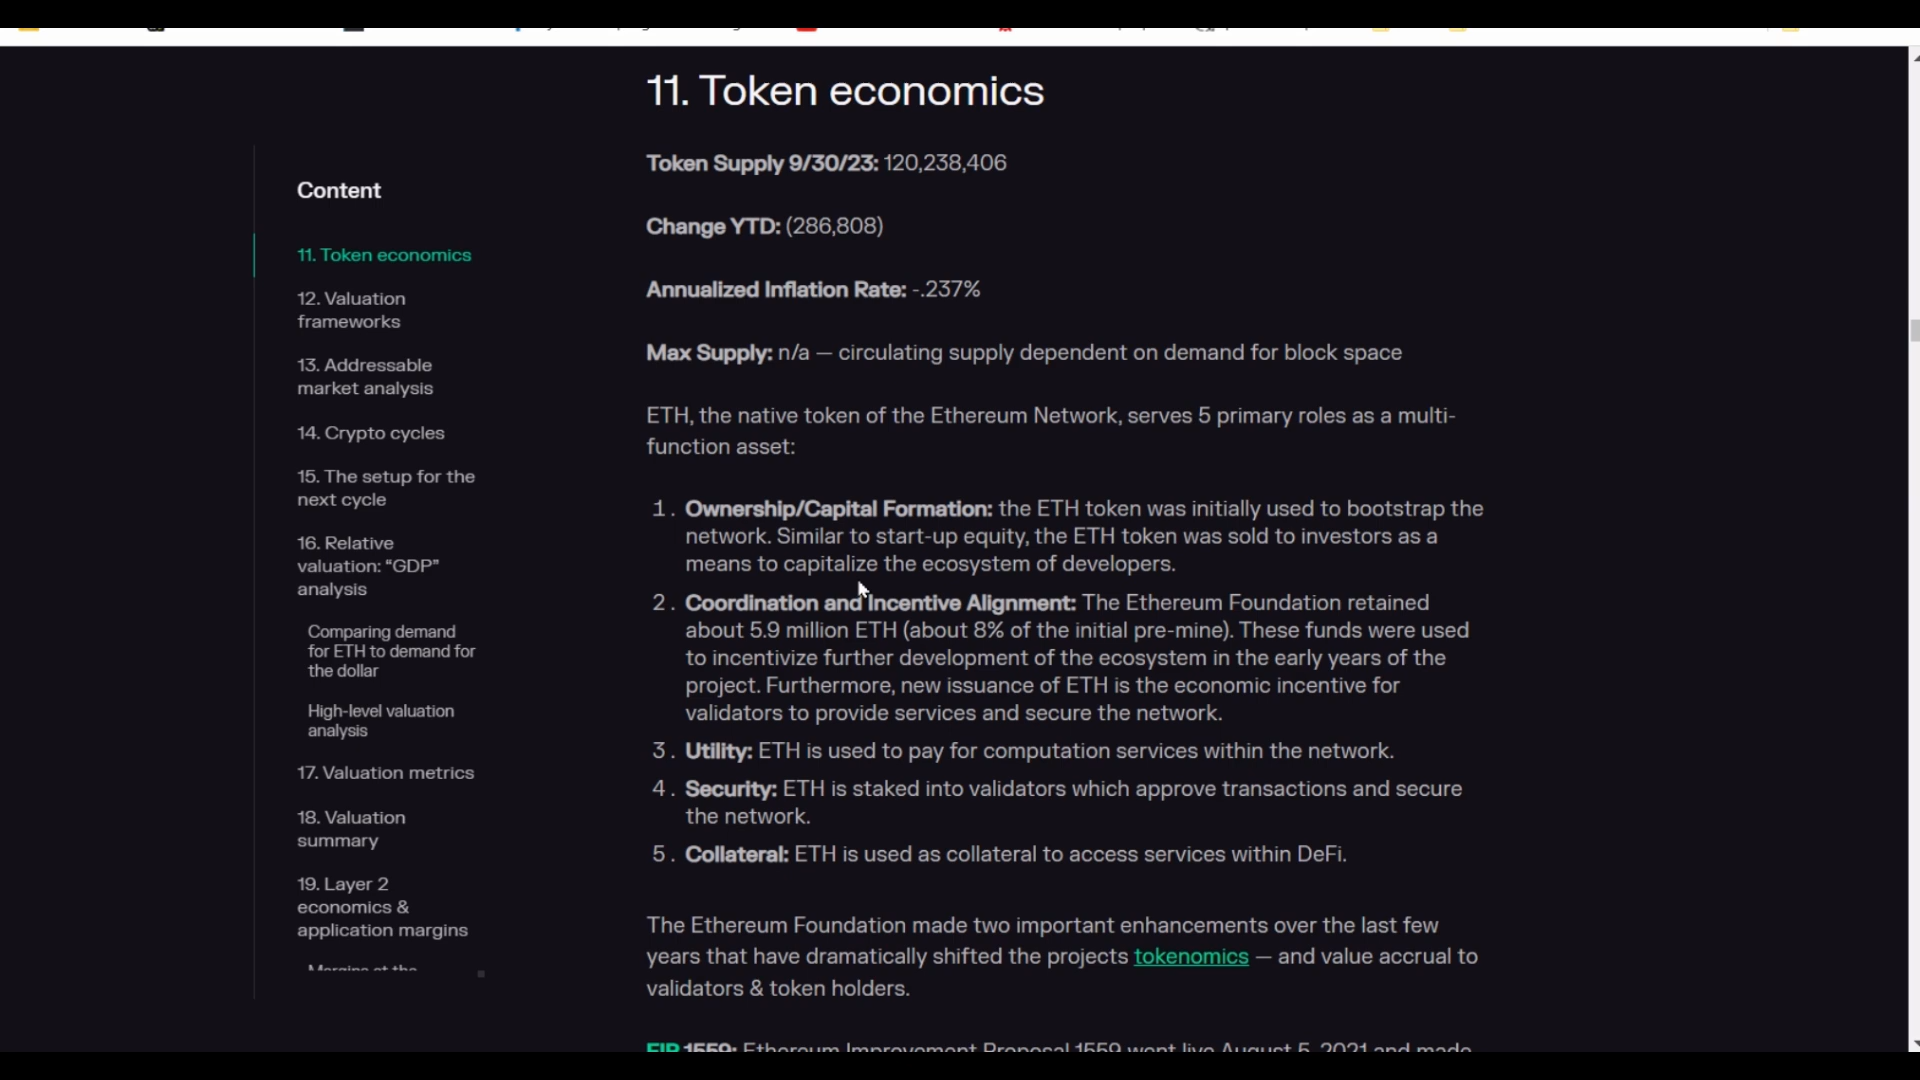 11. Token economics
Token Supply 9/30/23: 120,238,406
Change YTD: (286,808)
Annualized Inflation Rate: -.237%
Max Supply: n/a — circulating supply dependent on demand for block space
ETH, the native token of the Ethereum Network, serves 5 primary roles as a multi-
function asset:
1. Ownership/Capital Formation: the ETH token was initially used to bootstrap the
network. Similar to start-up equity, the ETH token was sold to investors as a
means to capitalize the ecosystem of developers.
2. Coordination and Incentive Alignment: The Ethereum Foundation retained
about 5.9 million ETH (about 8% of the initial pre-mine). These funds were used
to incentivize further development of the ecosystem in the early years of the
project. Furthermore, new issuance of ETH is the economic incentive for
validators to provide services and secure the network.
3. Utility: ETH is used to pay for computation services within the network.
4. Security: ETH is staked into validators which approve transactions and secure
the network.
5. Collateral: ETH is used as collateral to access services within DeFi.
The Ethereum Foundation made two important enhancements over the last few
years that have dramatically shifted the projects tokenomics — and value accrual to
validators & token holders.
EIP 1559: Ethereum Improvement Proposal 1559 went live August 5, 2021 and made
Content
11. Token economics
12. Valuation
frameworks
13. Addressable
market analysis
14. Crypto cycles
15. The setup for the
next cycle
16. Relative
valuation: “GDP”
analysis
Comparing demand
for ETH to demand for
the dollar
High-level valuation
analysis
17. Valuation metrics
18. Valuation
summary
19. Layer 2
economics &
application margins
Margins at the